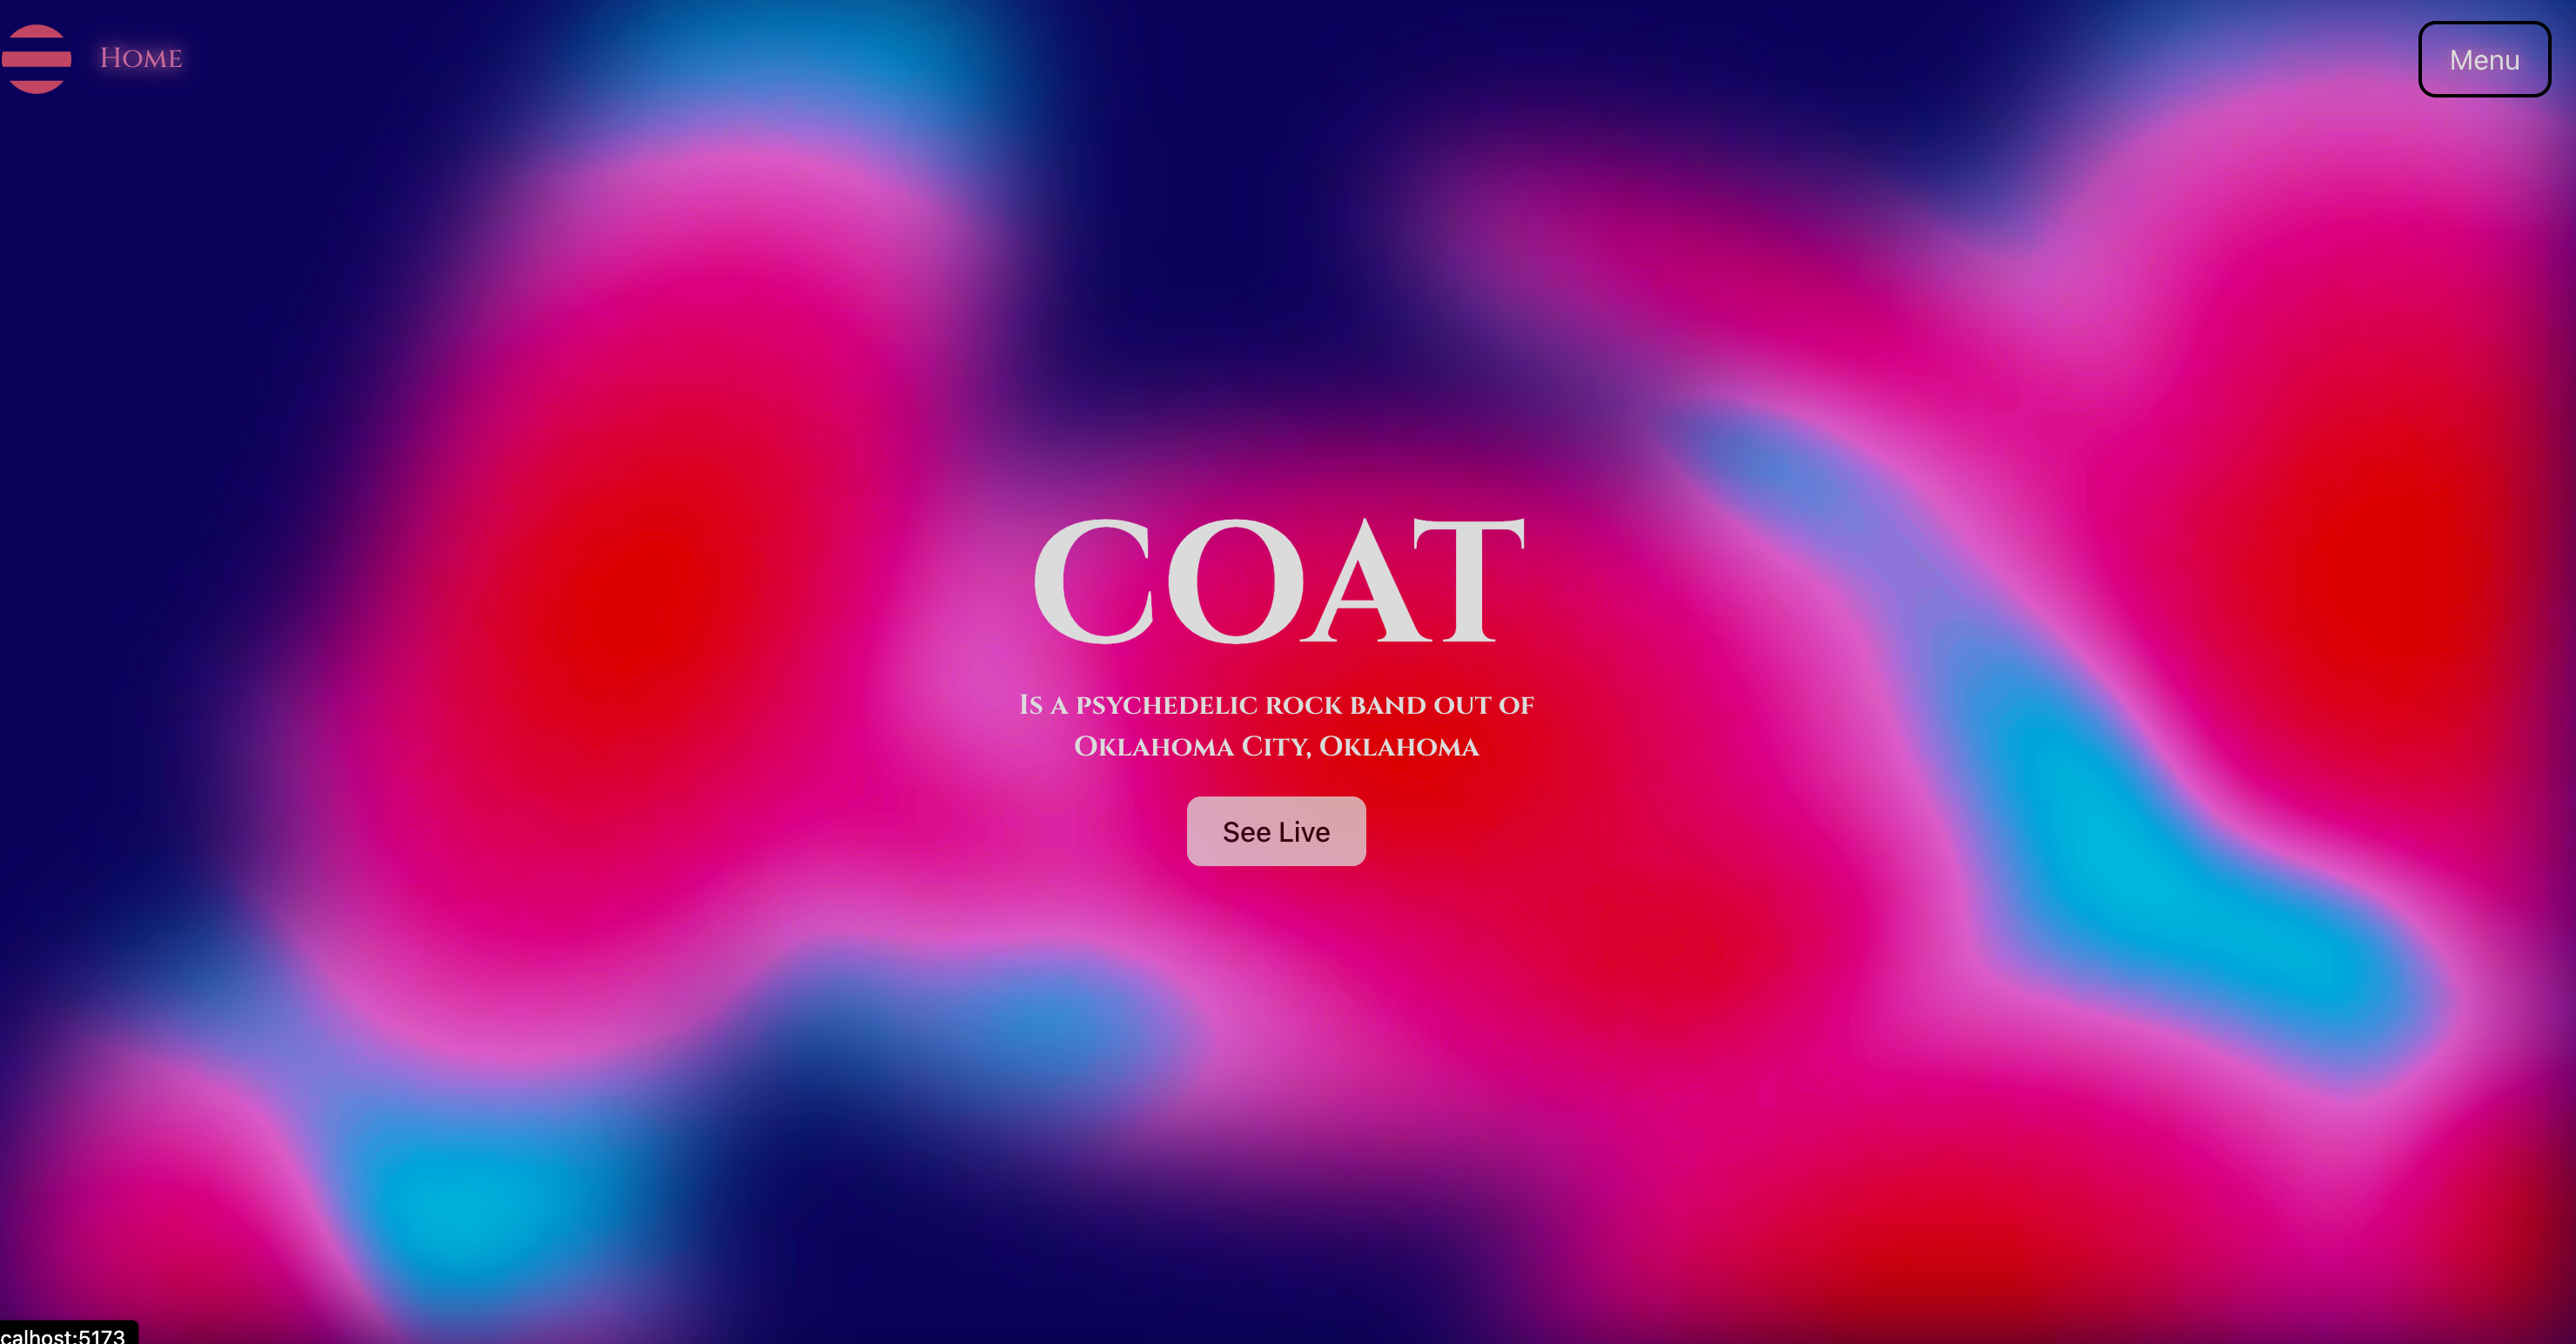 Home
Menu
COAT
Is a psychedelic rock band out of
Oklahoma City, Oklahoma
See Live
calhost:5173